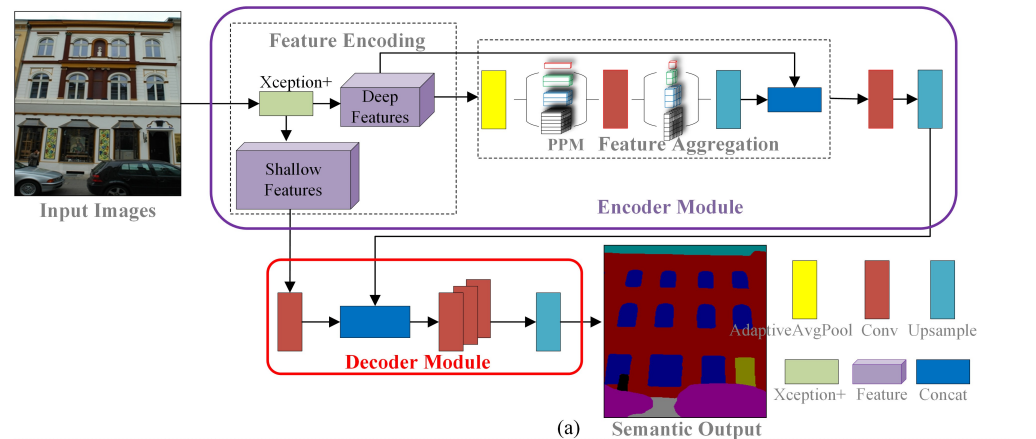 Feature Encoding
Xception+
Deep
Features
Shallow
Features
PPM
Feature Aggregation
Input Images
Encoder Module
Decoder Module
AdaptiveAvgPool
Conv
Upsample
Xception+
Feature
Concat
(a)
Semantic Output